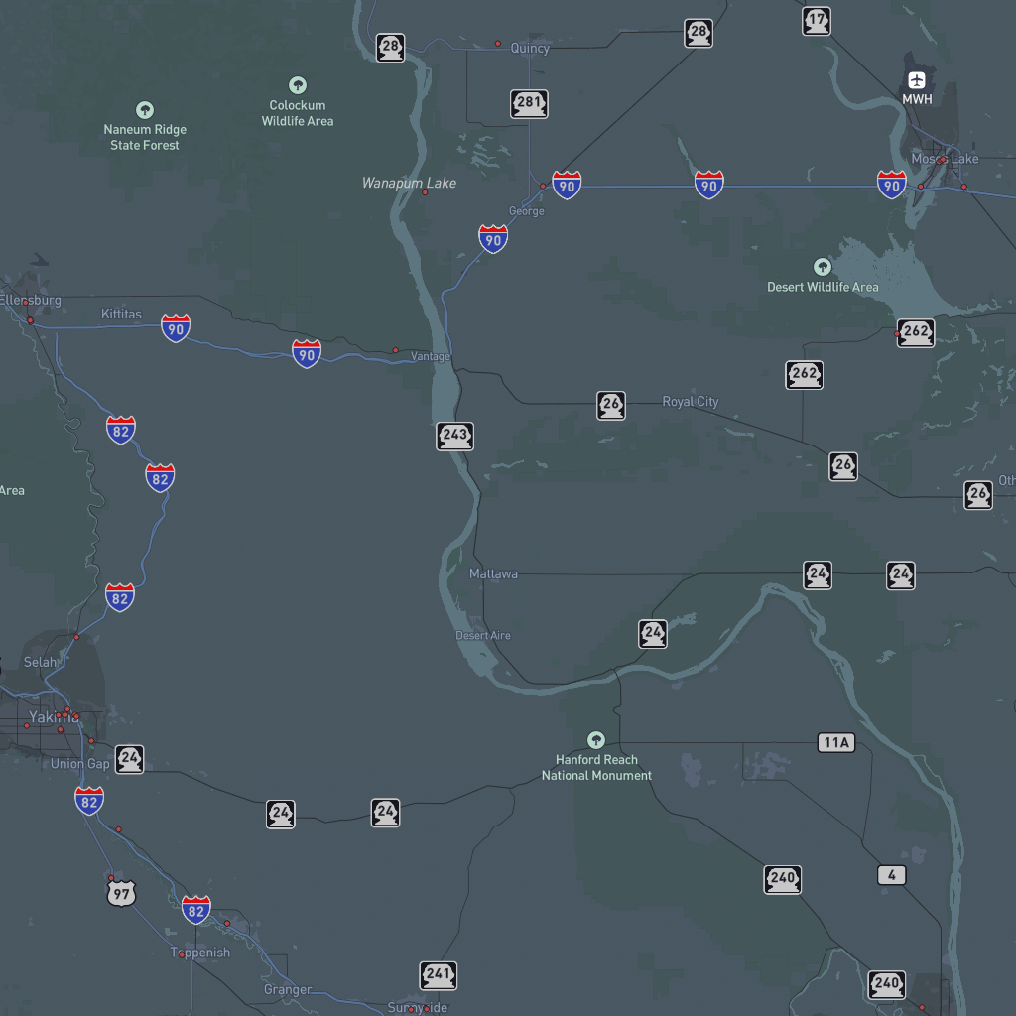 17
28
28
Quincy
MWH
Colockum
Wildlife Area
281
Naneum Ridge
State Forest
Moses Lake
Wanapum Lake
90
90
90
George
90
Desert Wildlife Area
Ellersburg
Kittitas
90
262
90
Vantage
262
26
Royal City
82
243
26
82
Area
26
Oth
Mattawa
24
24
82
24
Desert Aire
Selah
Yakima
11A
24
Hanford Reach
National Monument
Union Gap
82
24
24
240
4
97
82
Toppenish
241
240
Granger
Sunnyside